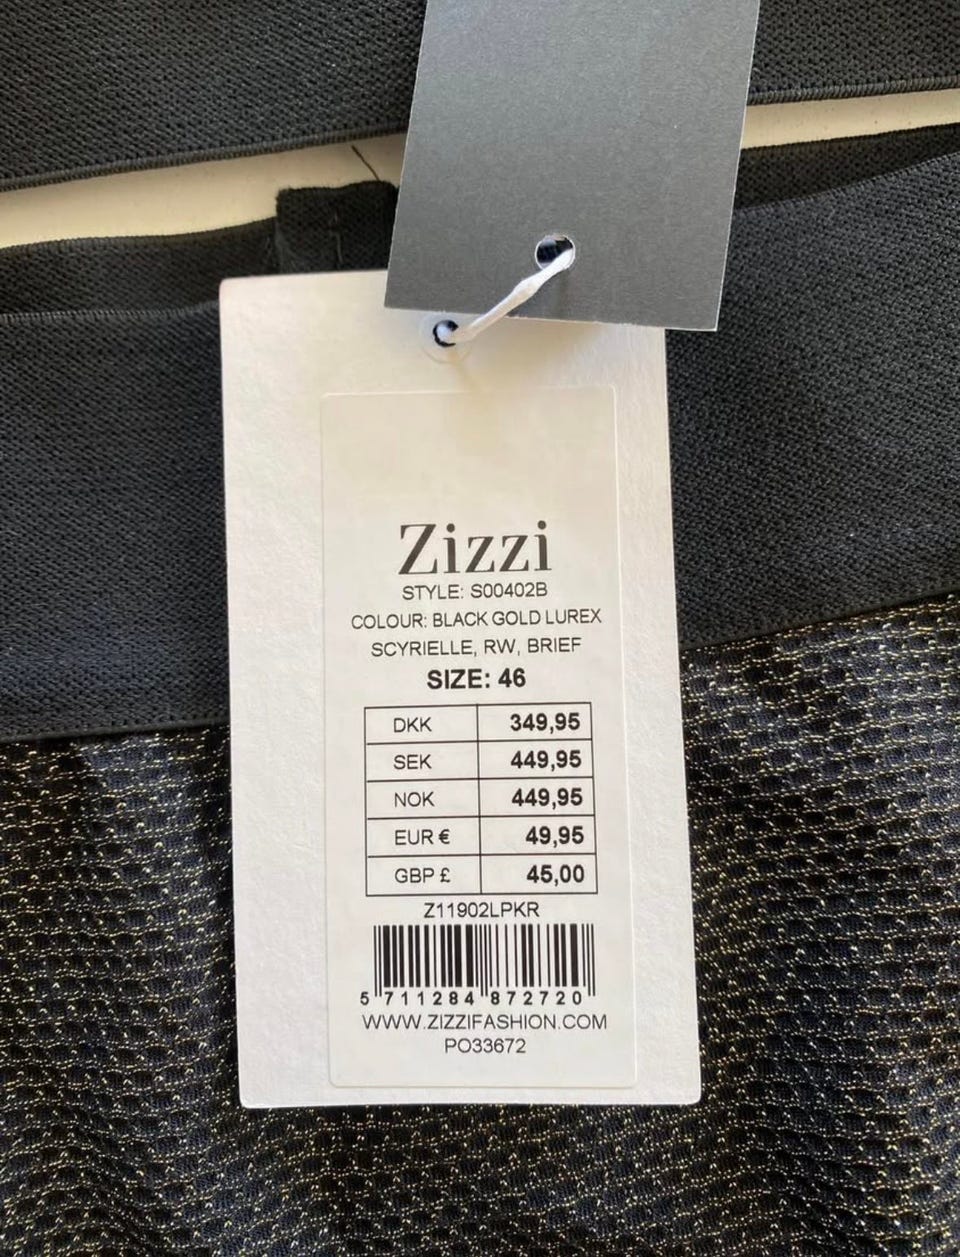 Zizzi
STYLE: S00402B
COLOUR: BLACK GOLD LUREX
SCYRIELLE, RW, BRIEF
SIZE: 46
DKK 349,95
SEK 449,95
NOK 449,95
EUR € 49,95
GBP £ 45,00
Z11902LPKR
5 711284 872720
WWW.ZIZZIFASHION.COM
PO33672